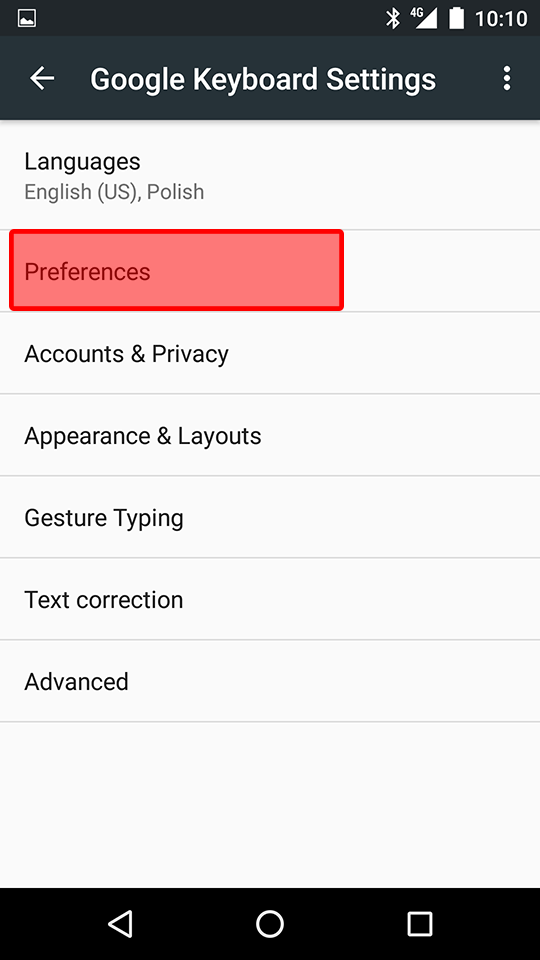 4G 10:10
Google Keyboard Settings
Languages
English (US), Polish
Preferences
Accounts & Privacy
Appearance & Layouts
Gesture Typing
Text correction
Advanced